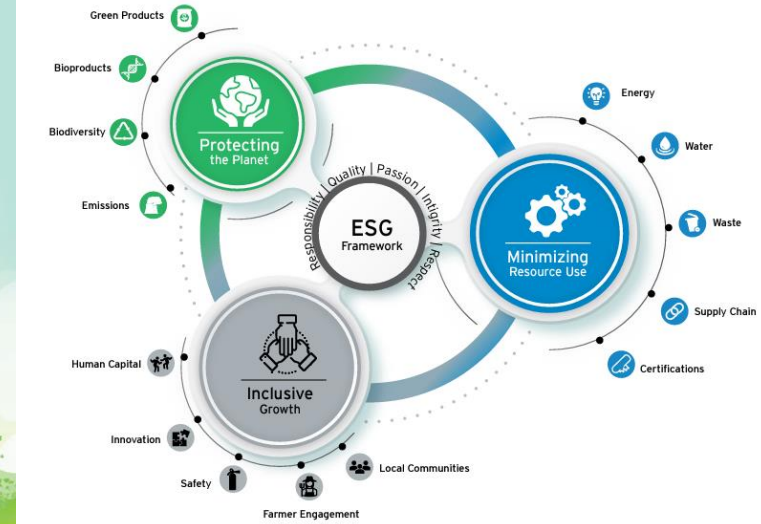 Green Products
Bioproducts
Biodiversity
Emissions
Protecting
the Planet
Responsibility | Quality | Passion | Intigrity | Respect
ESG
Framework
Energy
Water
Waste
Supply Chain
Certifications
Minimizing
Resource Use
Human Capital
Innovation
Safety
Farmer Engagement
Local Communities
Inclusive
Growth